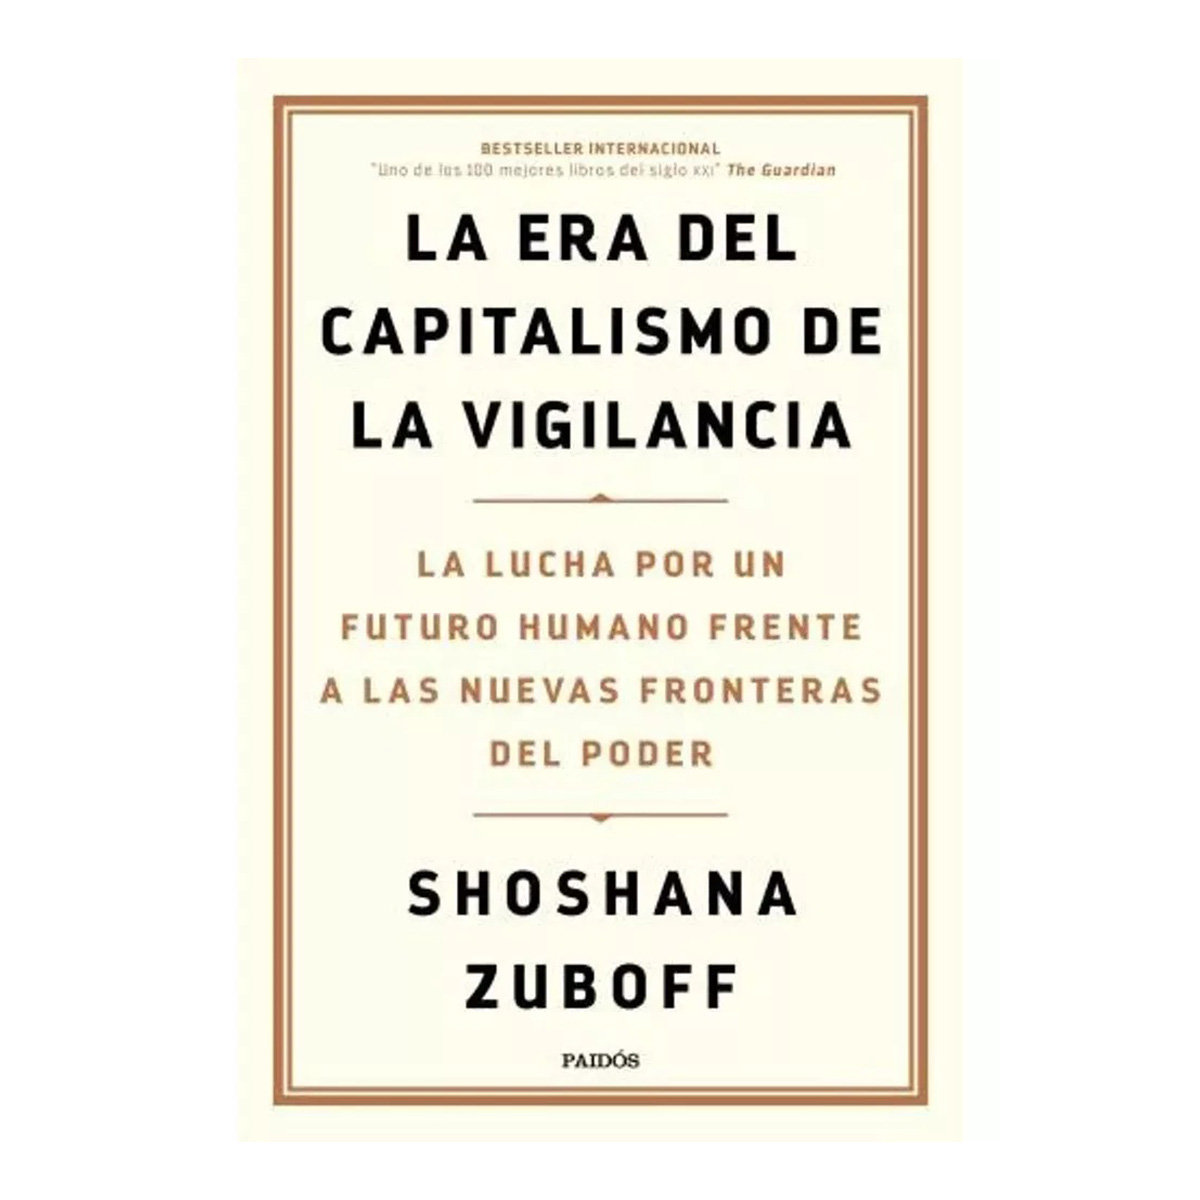 BESTSELLER INTERNACIONAL
"Uno de los 100 mejores libros del siglo XXI" The Guardian
LA ERA DEL
CAPITALISMO DE
LA VIGILANCIA
LA LUCHA POR UN
FUTURO HUMANO FRENTE
A LAS NUEVAS FRONTERAS
DEL PODER
SHOSHANA
ZUBOFF
PAIDÓS